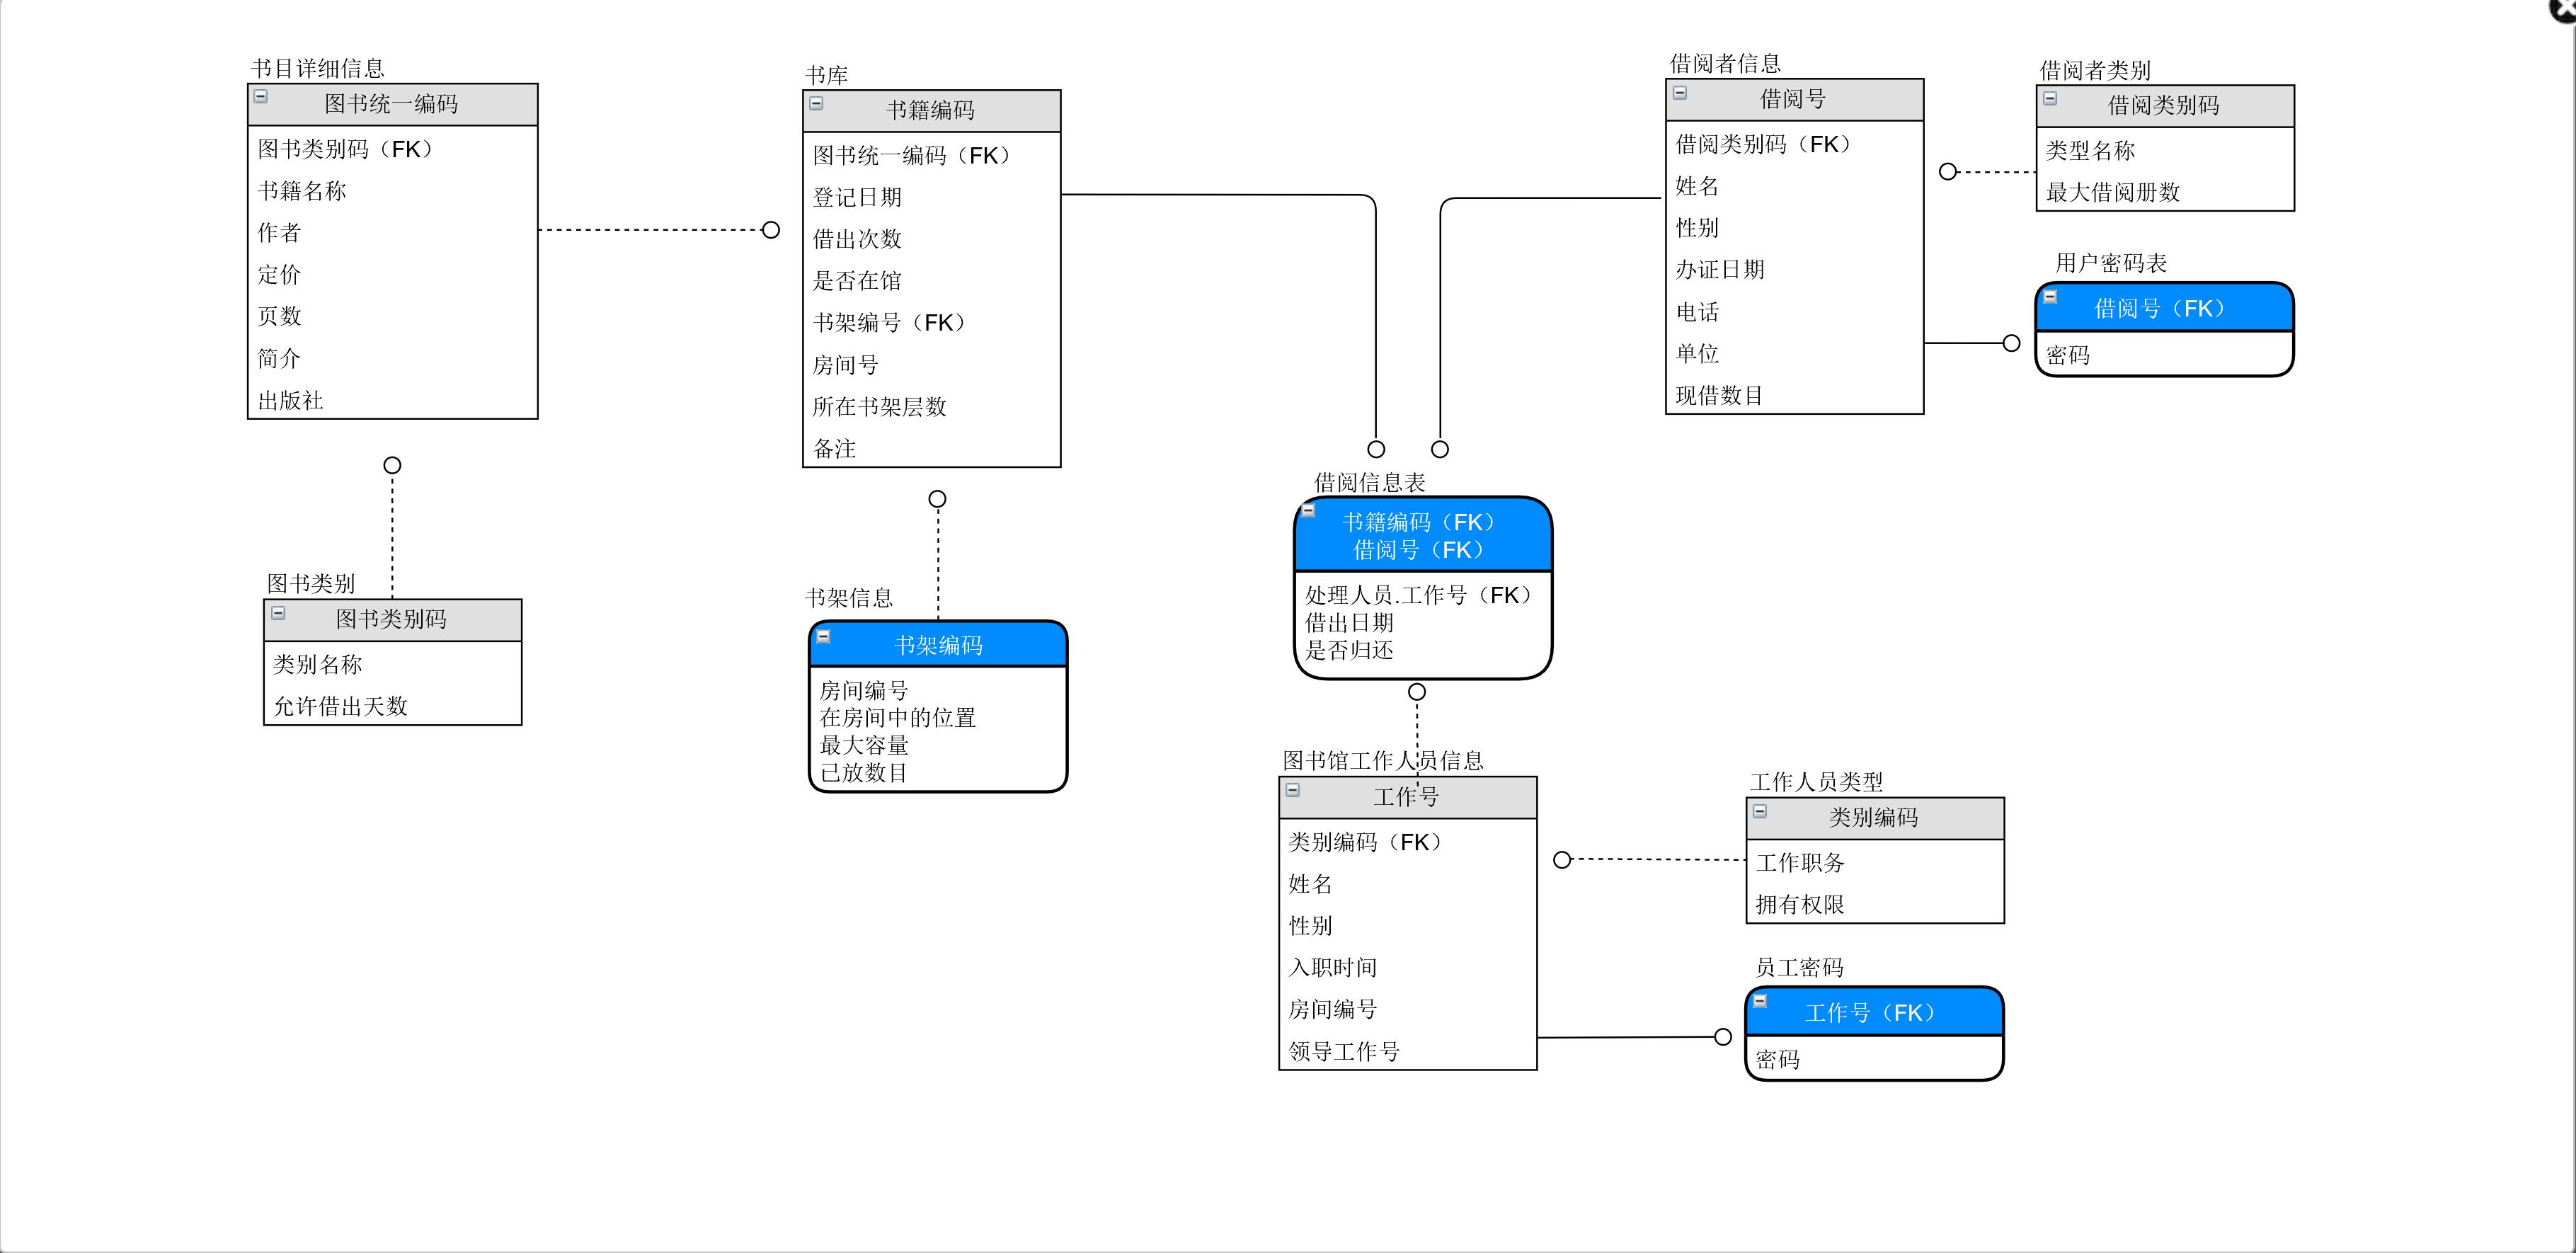 书目详细信息
图书统一编码
图书类别码（FK）
书籍名称
作者
定价
页数
简介
出版社
书库
书籍编码
图书统一编码（FK）
登记日期
借出次数
是否在馆
书架编号（FK）
房间号
所在书架层数
备注
借阅者信息
借阅号
借阅类别码（FK）
姓名
性别
办证日期
电话
单位
现借数目
借阅者类别
借阅类别码
类型名称
最大借阅册数
用户密码表
借阅号（FK）
密码
图书类别
图书类别码
类别名称
允许借出天数
书架信息
书架编码
房间编号
在房间中的位置
最大容量
已放数目
借阅信息表
书籍编码（FK）
借阅号（FK）
处理人员.工作号（FK）
借出日期
是否归还
图书馆工作人员信息
工作号
类别编码（FK）
姓名
性别
入职时间
房间编号
领导工作号
工作人员类型
类别编码
工作职务
拥有权限
员工密码
工作号（FK）
密码